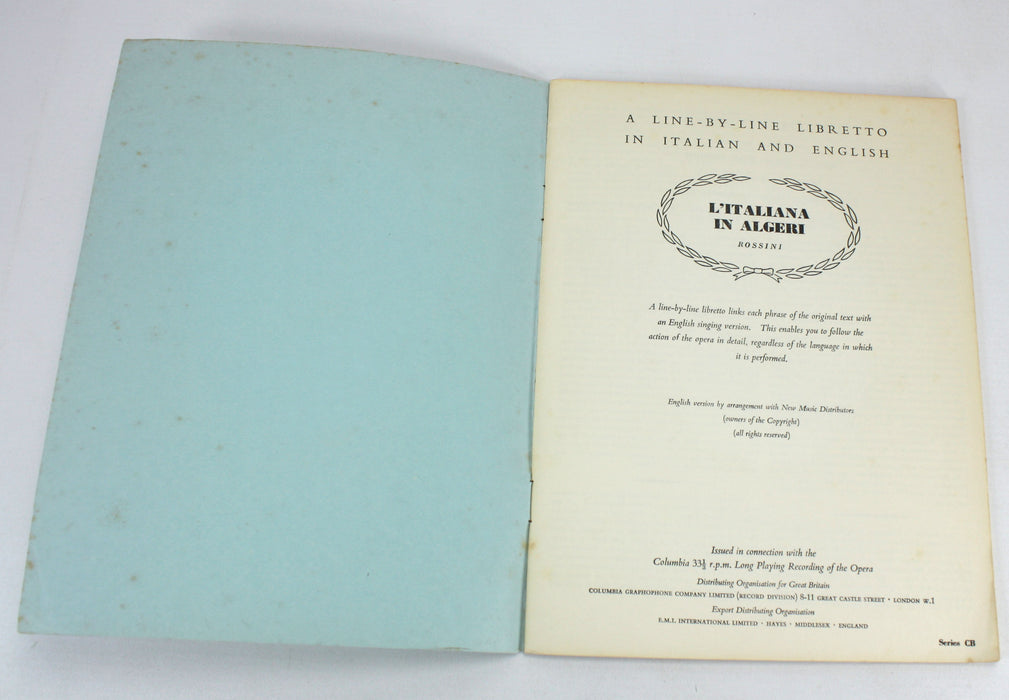 A LINE-BY-LINE LIBRETTO
IN ITALIAN AND ENGLISH
L'ITALIANA
IN ALGERI
ROSSINI
A line-by-line libretto links each phrase of the original text with
an English singing version. This enables you to follow the
action of the opera in detail, regardless of the language in which
it is performed.
English version by arrangement with New Music Distributors
(owners of the Copyright)
(all rights reserved)
Issued in connection with the
Columbia 33⅓ r.p.m. Long Playing Recording of the Opera
Distributing Organisation for Great Britain
COLUMBIA GRAPHOPHONE COMPANY LIMITED (RECORD DIVISION) 8-11 GREAT CASTLE STREET · LONDON W.1
Export Distributing Organisation
E.M.I. INTERNATIONAL LIMITED · HAYES · MIDDLESEX · ENGLAND
Series CB